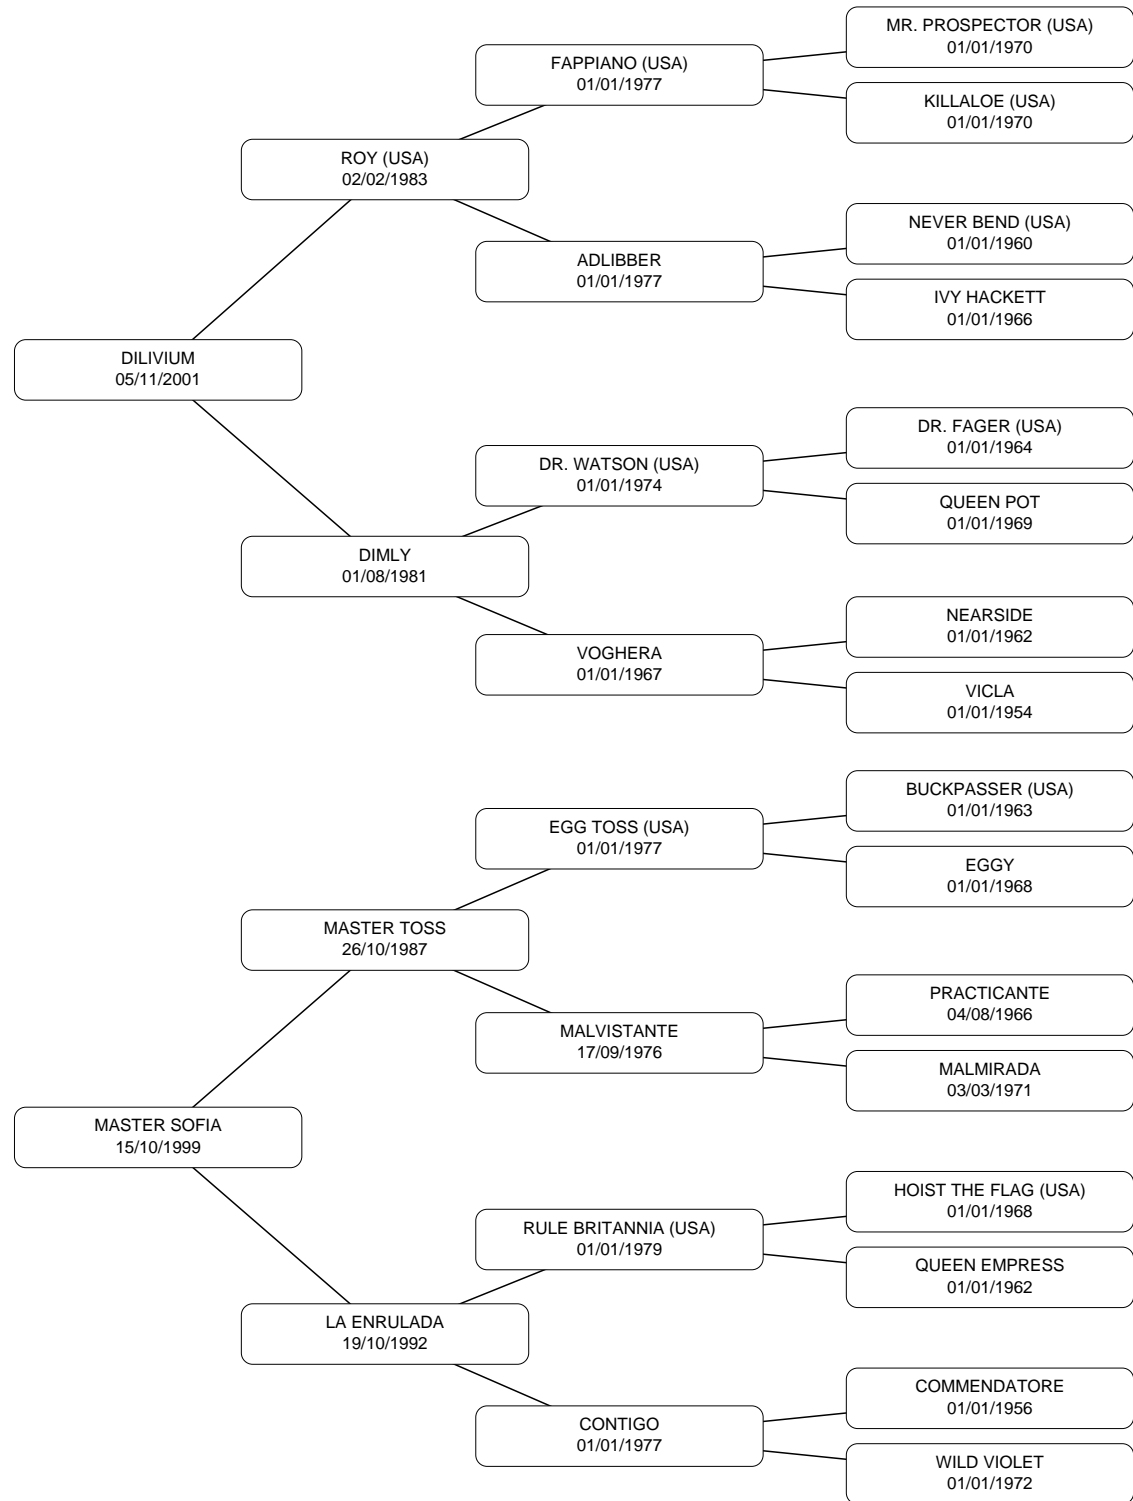 MR. PROSPECTOR (USA)
01/01/1970
FAPPIANO (USA)
01/01/1977
KILLALOE (USA)
01/01/1970
ROY (USA)
02/02/1983
NEVER BEND (USA)
01/01/1960
ADLIBBER
01/01/1977
IVY HACKETT
01/01/1966
DILIVIUM
05/11/2001
DR. FAGER (USA)
01/01/1964
DR. WATSON (USA)
01/01/1974
QUEEN POT
01/01/1969
DIMLY
01/08/1981
NEARSIDE
01/01/1962
VOGHERA
01/01/1967
VICLA
01/01/1954
BUCKPASSER (USA)
01/01/1963
EGG TOSS (USA)
01/01/1977
EGGY
01/01/1968
MASTER TOSS
26/10/1987
PRACTICANTE
04/08/1966
MALVISTANTE
17/09/1976
MALMIRADA
03/03/1971
MASTER SOFIA
15/10/1999
HOIST THE FLAG (USA)
01/01/1968
RULE BRITANNIA (USA)
01/01/1979
QUEEN EMPRESS
01/01/1962
LA ENRULADA
19/10/1992
COMMENDATORE
01/01/1956
CONTIGO
01/01/1977
WILD VIOLET
01/01/1972